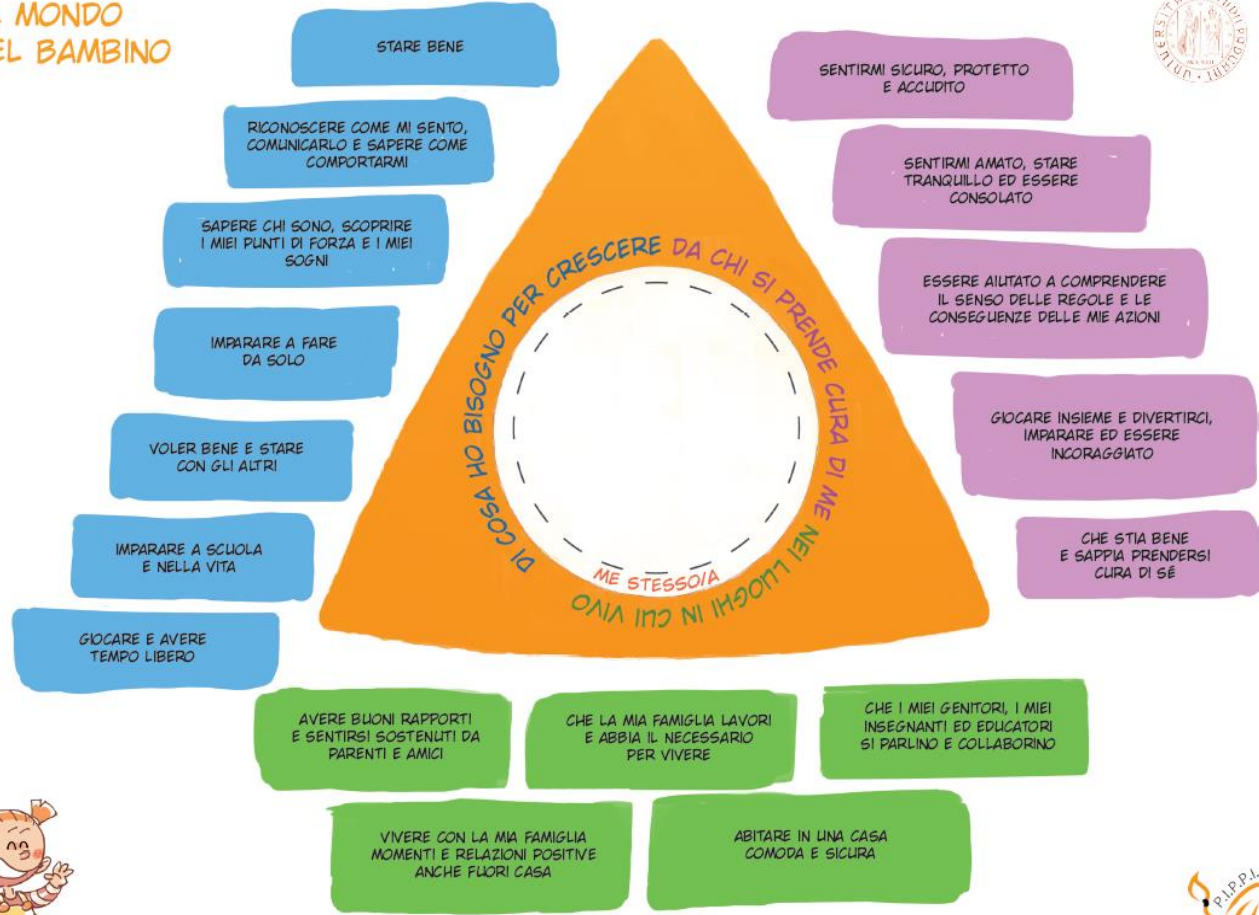 MONDO
EL BAMBINO
STARE BENE
RICONOSCERE COME MI SENTO,
COMUNICARLO E SAPERE COME
COMPORTARMI
SAPERE CHI SONO, SCOPRIRE
I MIEI PUNTI DI FORZA E I MIEI
SOGNI
IMPARARE A FARE
DA SOLO
VOLER BENE E STARE
CON GLI ALTRI
IMPARARE A SCUOLA
E NELLA VITA
GIOCARE E AVERE
TEMPO LIBERO
DI COSA HO BISOGNO PER CRESCERE
DA CHI SI PRENDE CURA DI ME
NEI LUOGHI IN CUI VIVO
ME STESSO/A
SENTIRMI SICURO, PROTETTO
E ACCUDITO
SENTIRMI AMATO, STARE
TRANQUILLO ED ESSERE
CONSOLATO
ESSERE AIUTATO A COMPRENDERE
IL SENSO DELLE REGOLE E LE
CONSEGUENZE DELLE MIE AZIONI
GIOCARE INSIEME E DIVERTIRCI,
IMPARARE ED ESSERE
INCORAGGIATO
CHE STIA BENE
E SAPPIA PRENDERSI
CURA DI SÉ
AVERE BUONI RAPPORTI
E SENTIRSI SOSTENUTI DA
PARENTI E AMICI
CHE LA MIA FAMIGLIA LAVORI
E ABBIA IL NECESSARIO
PER VIVERE
CHE I MIEI GENITORI, I MIEI
INSEGNANTI ED EDUCATORI
SI PARLINO E COLLABORINO
VIVERE CON LA MIA FAMIGLIA
MOMENTI E RELAZIONI POSITIVE
ANCHE FUORI CASA
ABITARE IN UNA CASA
COMODA E SICURA
P.I.P.P.I.